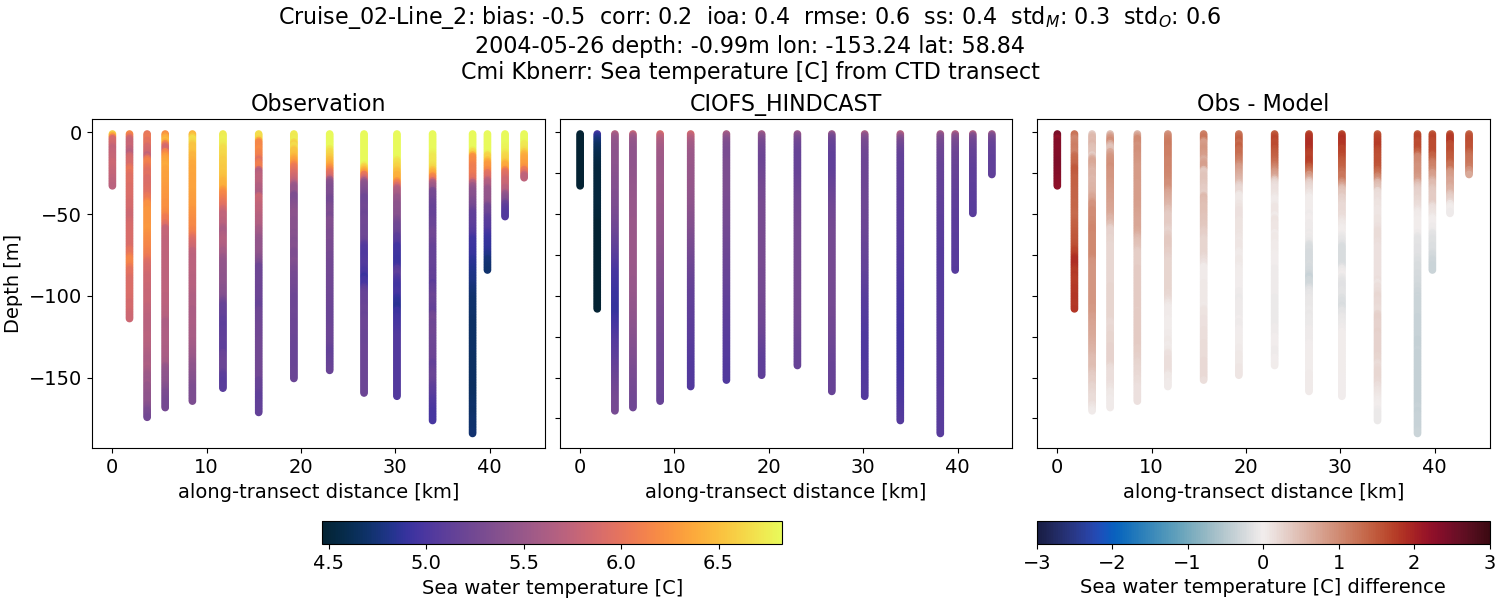 Cruise_02-Line_2: bias: -0.5 corr: 0.2 ioa: 0.4 rmse: 0.6 ss: 0.4 std_M: 0.3 std_O: 0.6
2004-05-26 depth: -0.99m lon: -153.24 lat: 58.84
Cmi Kbnerr: Sea temperature [C] from CTD transect
Observation CIOFS_HINDCAST Obs - Model
0
−50
−100
−150
Depth [m]
0 10 20 30 40 0 10 20 30 40 0 10 20 30 40
along-transect distance [km] along-transect distance [km] along-transect distance [km]
4.5 5.0 5.5 6.0 6.5 −3 −2 −1 0 1 2 3
Sea water temperature [C] Sea water temperature [C] difference